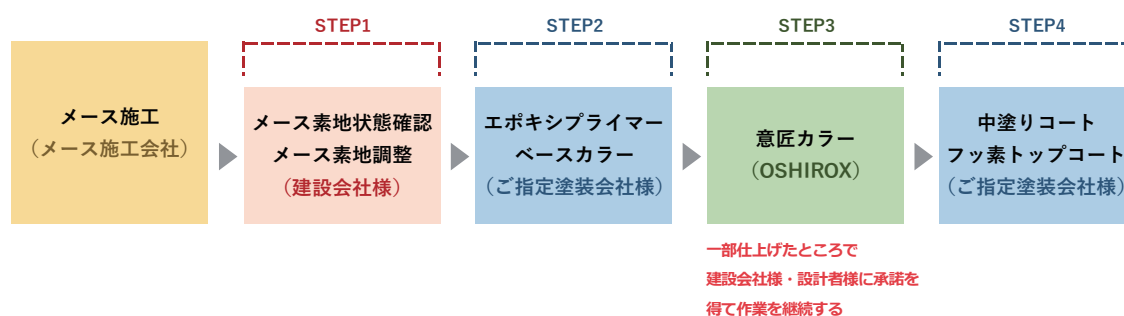 メース施工
（メース施工会社）
STEP1
メース素地状態確認
メース素地調整
（建設会社様）
STEP2
エポキシプライマー
ベースカラー
（ご指定塗装会社様）
STEP3
意匠カラー
（OSHIROX）
一部仕上げたところで
建設会社様・設計者様に承諾を
得て作業を継続する
STEP4
中塗りコート
フッ素トップコート
（ご指定塗装会社様）